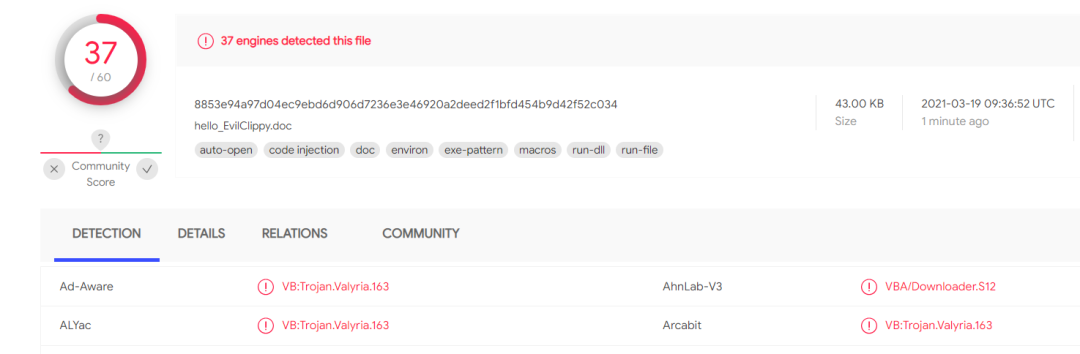 37
/ 60
?
Community
Score
37 engines detected this file
8853e94a97d04ec9ebd6d906d7236e3e46920a2deed2f1bfd454b9d42f52c034
hello_EvilClippy.doc
auto-open code injection doc environ exe-pattern macros run-dll run-file
43.00 KB
Size
2021-03-19 09:36:52 UTC
1 minute ago
DETECTION DETAILS RELATIONS COMMUNITY
Ad-Aware VB:Trojan.Valyria.163 AhnLab-V3 VBA/Downloader.S12
ALYac VB:Trojan.Valyria.163 Arcabit VB:Trojan.Valyria.163